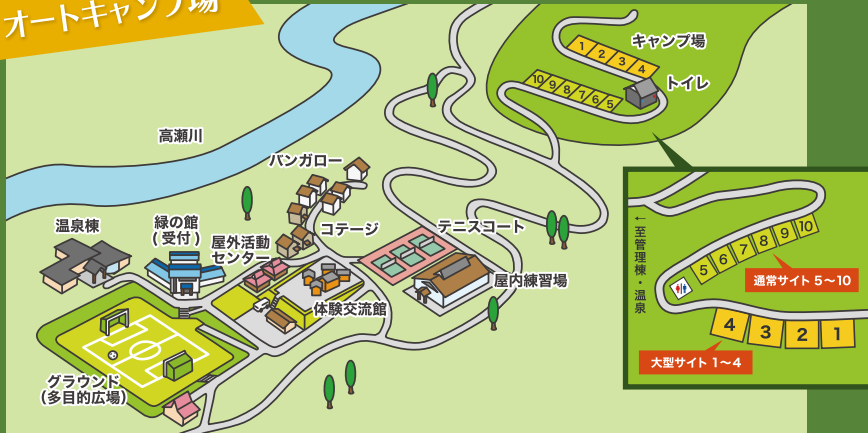 オートキャンプ場
キャンプ場
1 2 3 4
トイレ
10 9 8 7 6 5
高瀬川
バンガロー
温泉棟
緑の館
(受付)
屋外活動
センター
コテージ
テニスコート
屋内練習場
体験交流館
グラウンド
(多目的広場)
←至管理棟・温泉
5 6 7 8 9 10
通常サイト 5〜10
4 3 2 1
大型サイト 1〜4